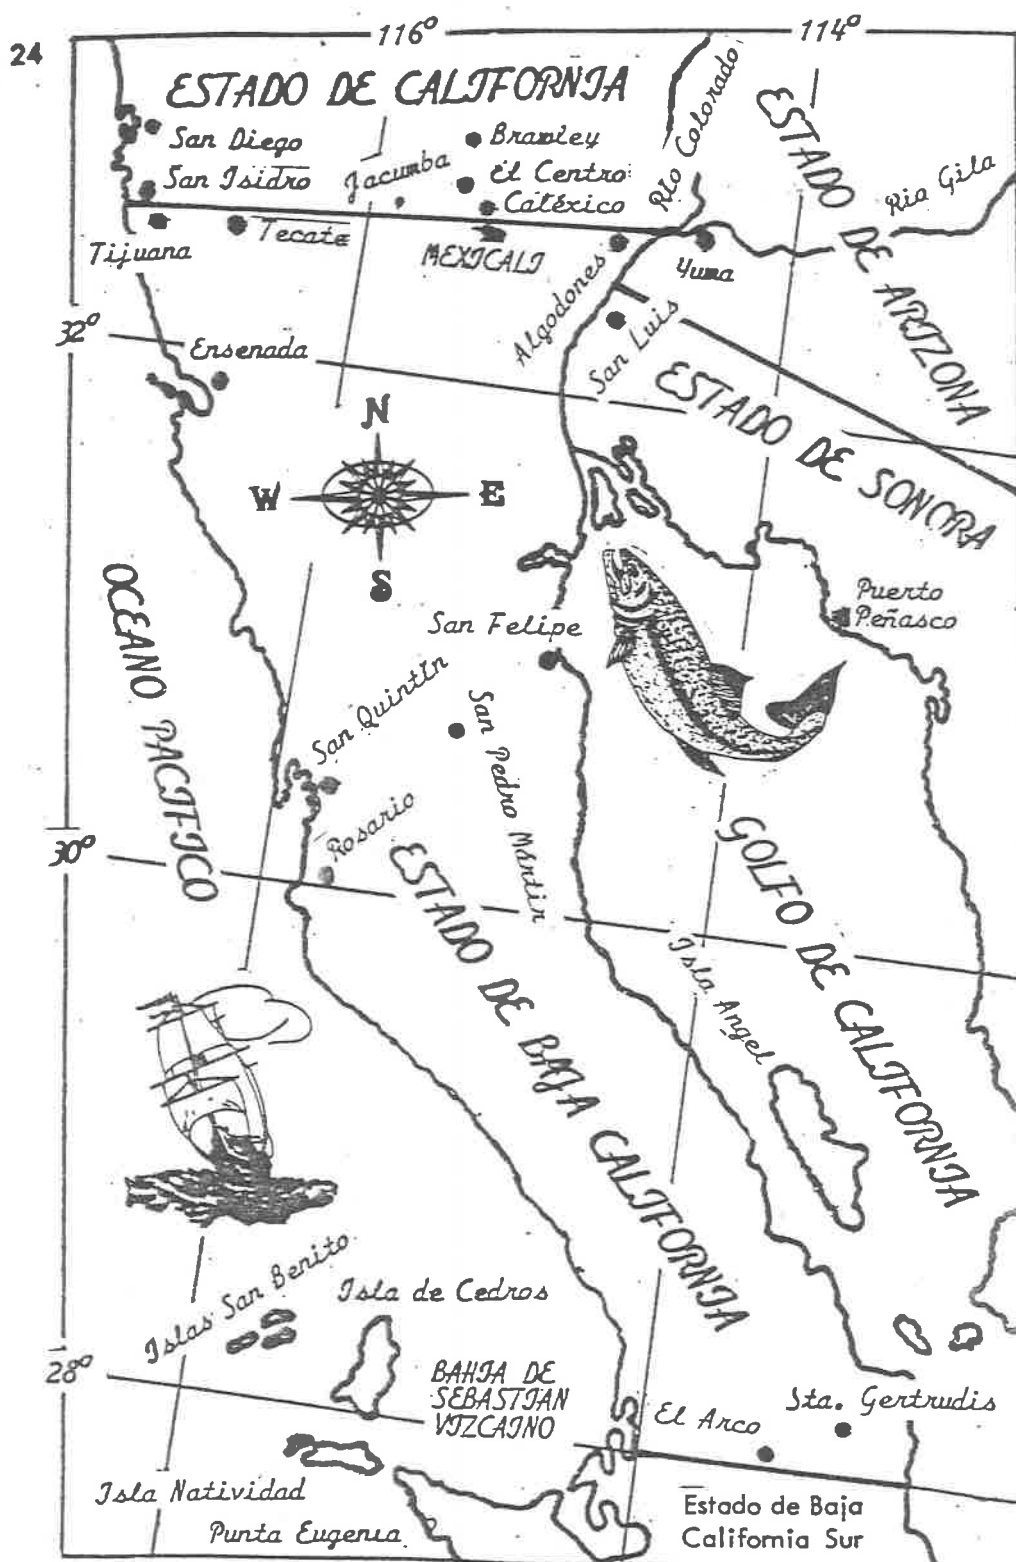 24
116°
114°
ESTADO DE CALIFORNIA
Rio Colorado
ESTADO DE ARIZONA
San Diego
Brawley
San Isidro
Jacumba
El Centro
Caléxico
Rio Gila
Tijuana
Tecate
MEXICALI
Algodones
Yuma
32°
Ensenada
San Luis
ESTADO DE SONORA
N
W
E
S
OCEANO PACIFICO
San Felipe
Puerto
Peñasco
San Quintín
San Pedro Mártir
30°
Rosario
ESTADO DE BAJA CALIFORNIA
GOLFO DE CALIFORNIA
Isla Angel
Islas San Benito
Isla de Cedros
28°
BAHIA DE
SEBASTIAN
VIZCAINO
El Arco
Sta. Gertrudis
Isla Natividad
Punta Eugenia
Estado de Baja
California Sur